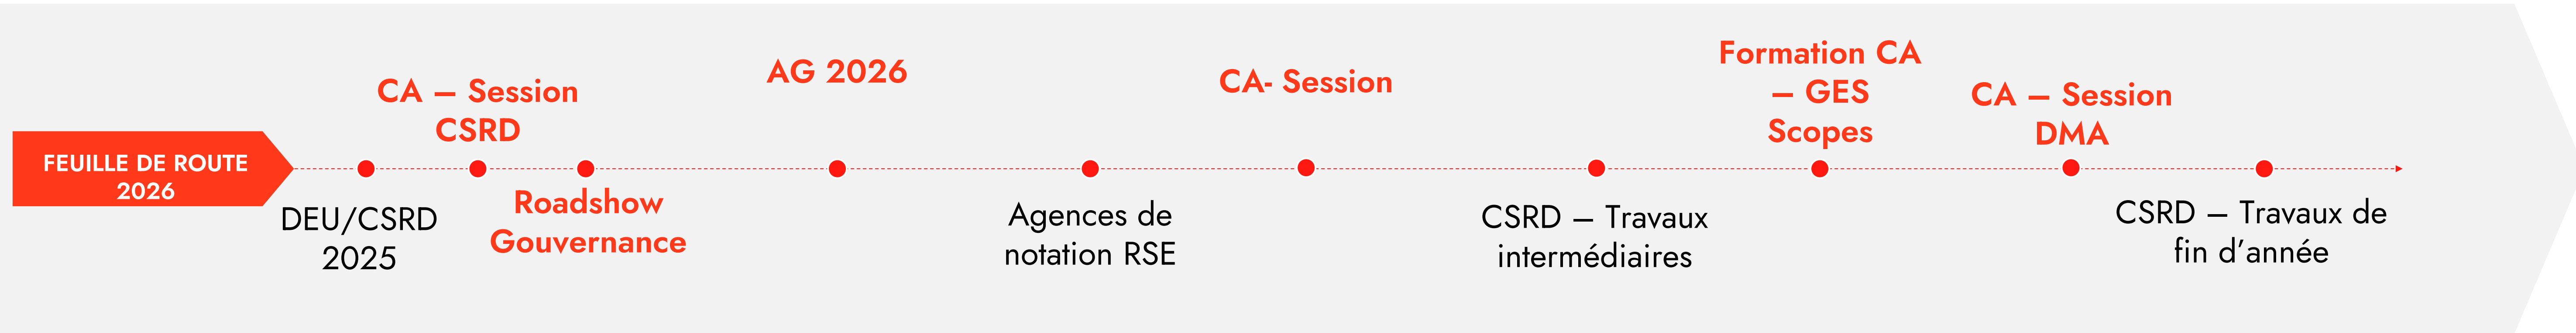 FEUILLE DE ROUTE
2026
DEU/CSRD
2025
CA – Session
CSRD
Roadshow
Gouvernance
AG 2026
Agences de
notation RSE
CA- Session
CSRD – Travaux
intermédiaires
Formation CA
– GES
Scopes
CA – Session
DMA
CSRD – Travaux de
fin d’année